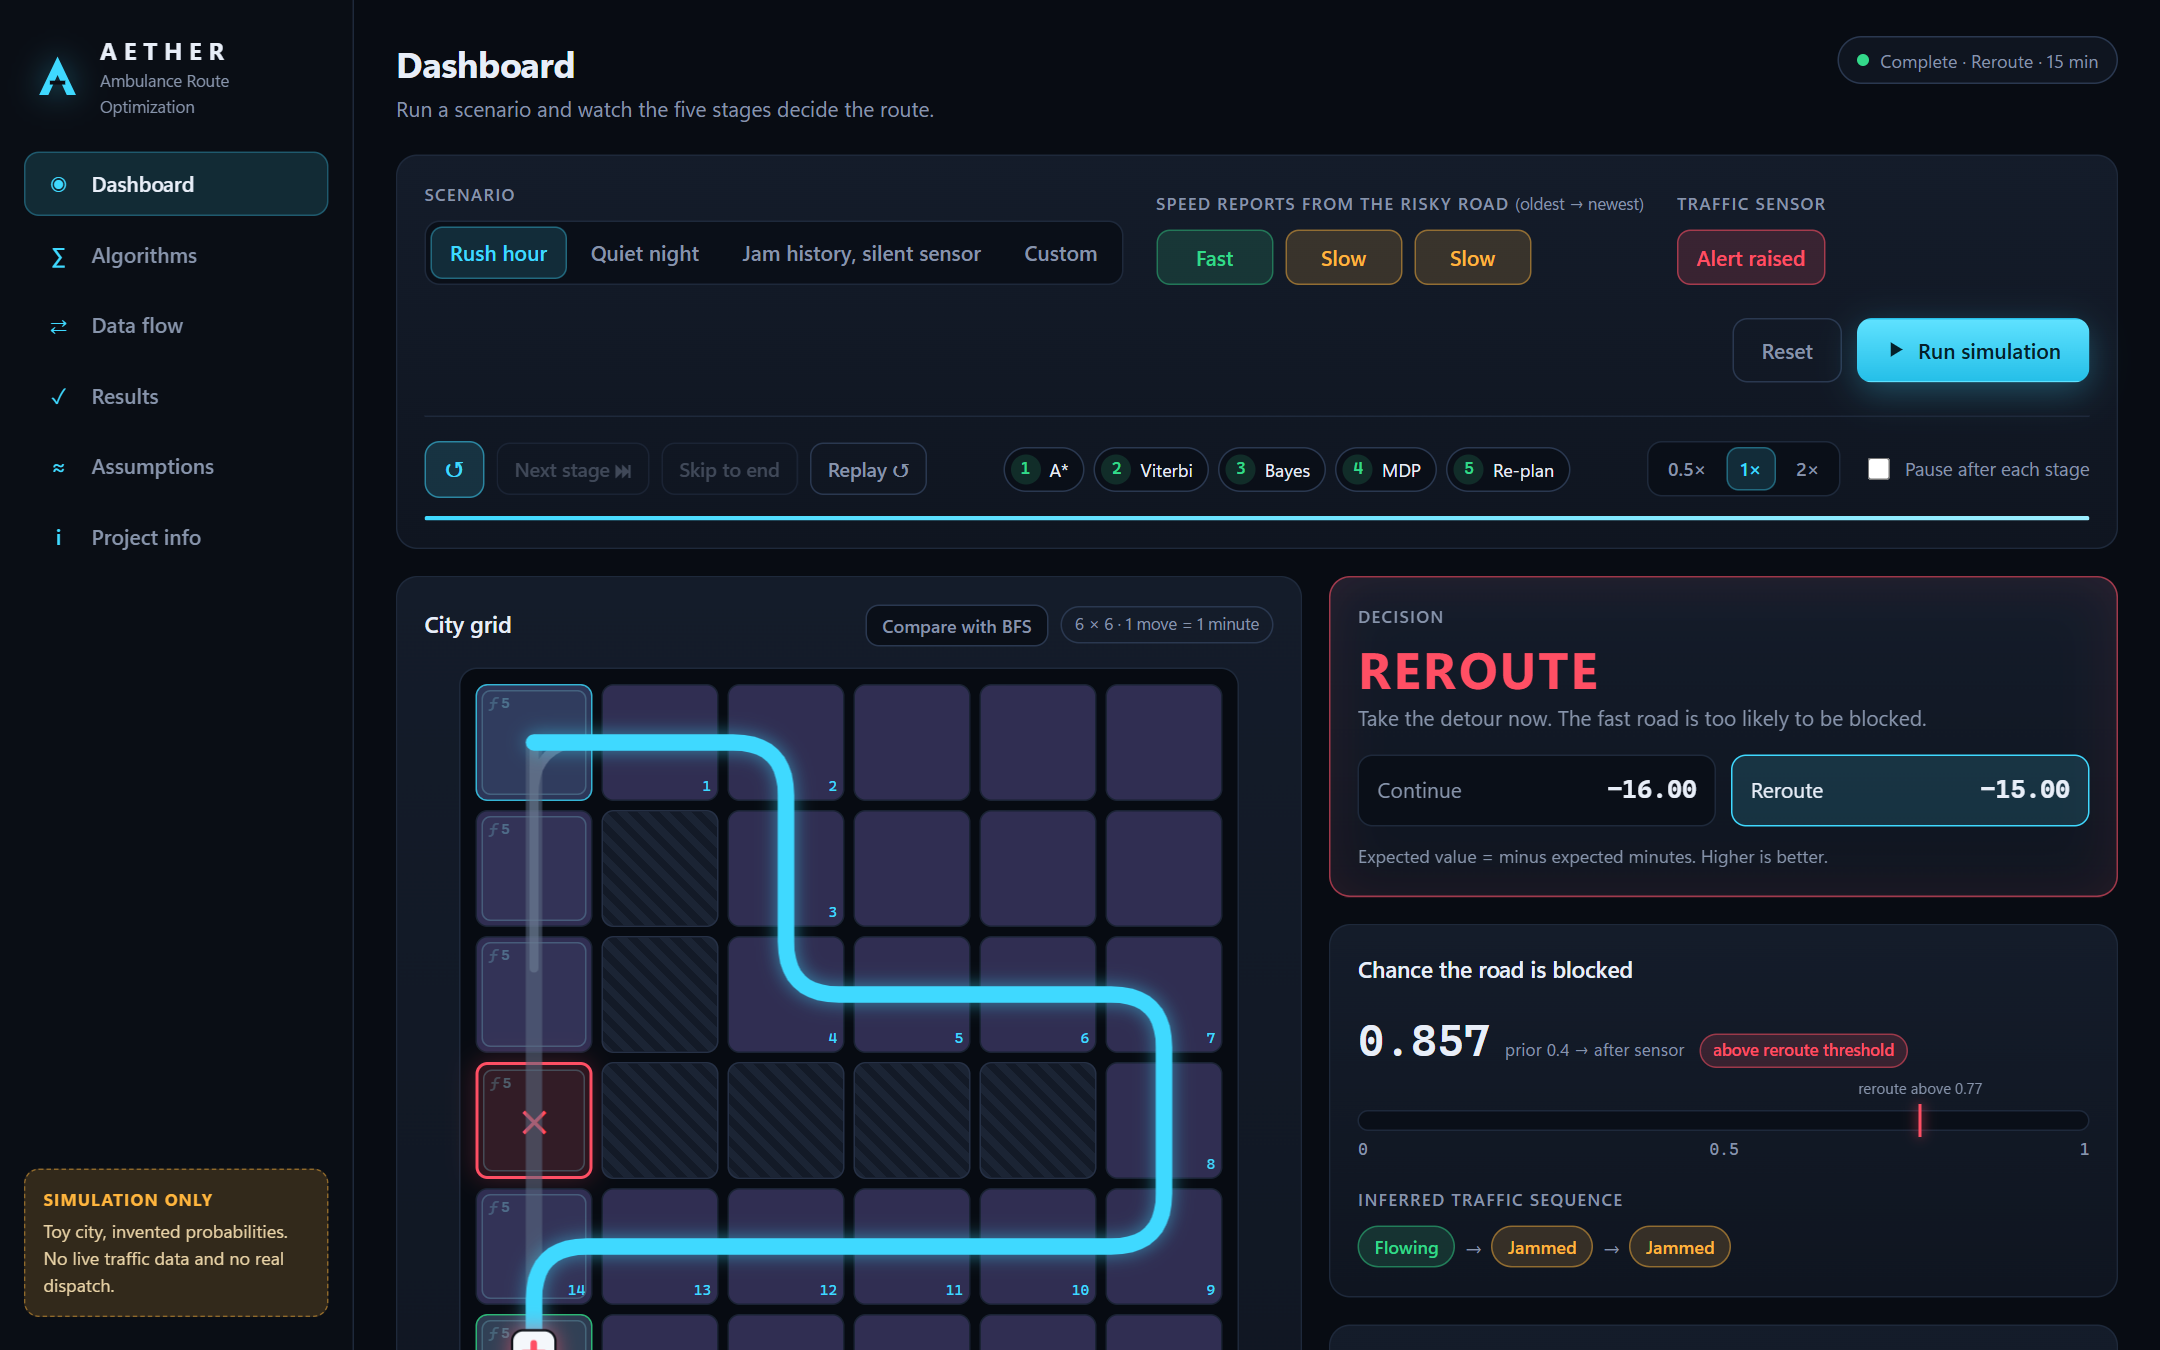 AETHER
Ambulance Route
Optimization
Dashboard
Algorithms
Data flow
Results
Assumptions
Project info
SIMULATION ONLY
Toy city, invented probabilities.
No live traffic data and no real
dispatch.
Dashboard
Run a scenario and watch the five stages decide the route.
Complete · Reroute · 15 min
SCENARIO
Rush hour
Quiet night
Jam history, silent sensor
Custom
SPEED REPORTS FROM THE RISKY ROAD (oldest → newest)
Fast
Slow
Slow
TRAFFIC SENSOR
Alert raised
Reset
Run simulation
Next stage
Skip to end
Replay
1 A*
2 Viterbi
3 Bayes
4 MDP
5 Re-plan
0.5×
1×
2×
Pause after each stage
City grid
Compare with BFS
6 × 6 · 1 move = 1 minute
ƒ5
1
2
ƒ5
3
ƒ5
4
5
6
7
ƒ5
8
ƒ5
14
13
12
11
10
9
ƒ5
DECISION
REROUTE
Take the detour now. The fast road is too likely to be blocked.
Continue −16.00
Reroute −15.00
Expected value = minus expected minutes. Higher is better.
Chance the road is blocked
0.857 prior 0.4 → after sensor above reroute threshold
reroute above 0.77
0 0.5 1
INFERRED TRAFFIC SEQUENCE
Flowing → Jammed → Jammed